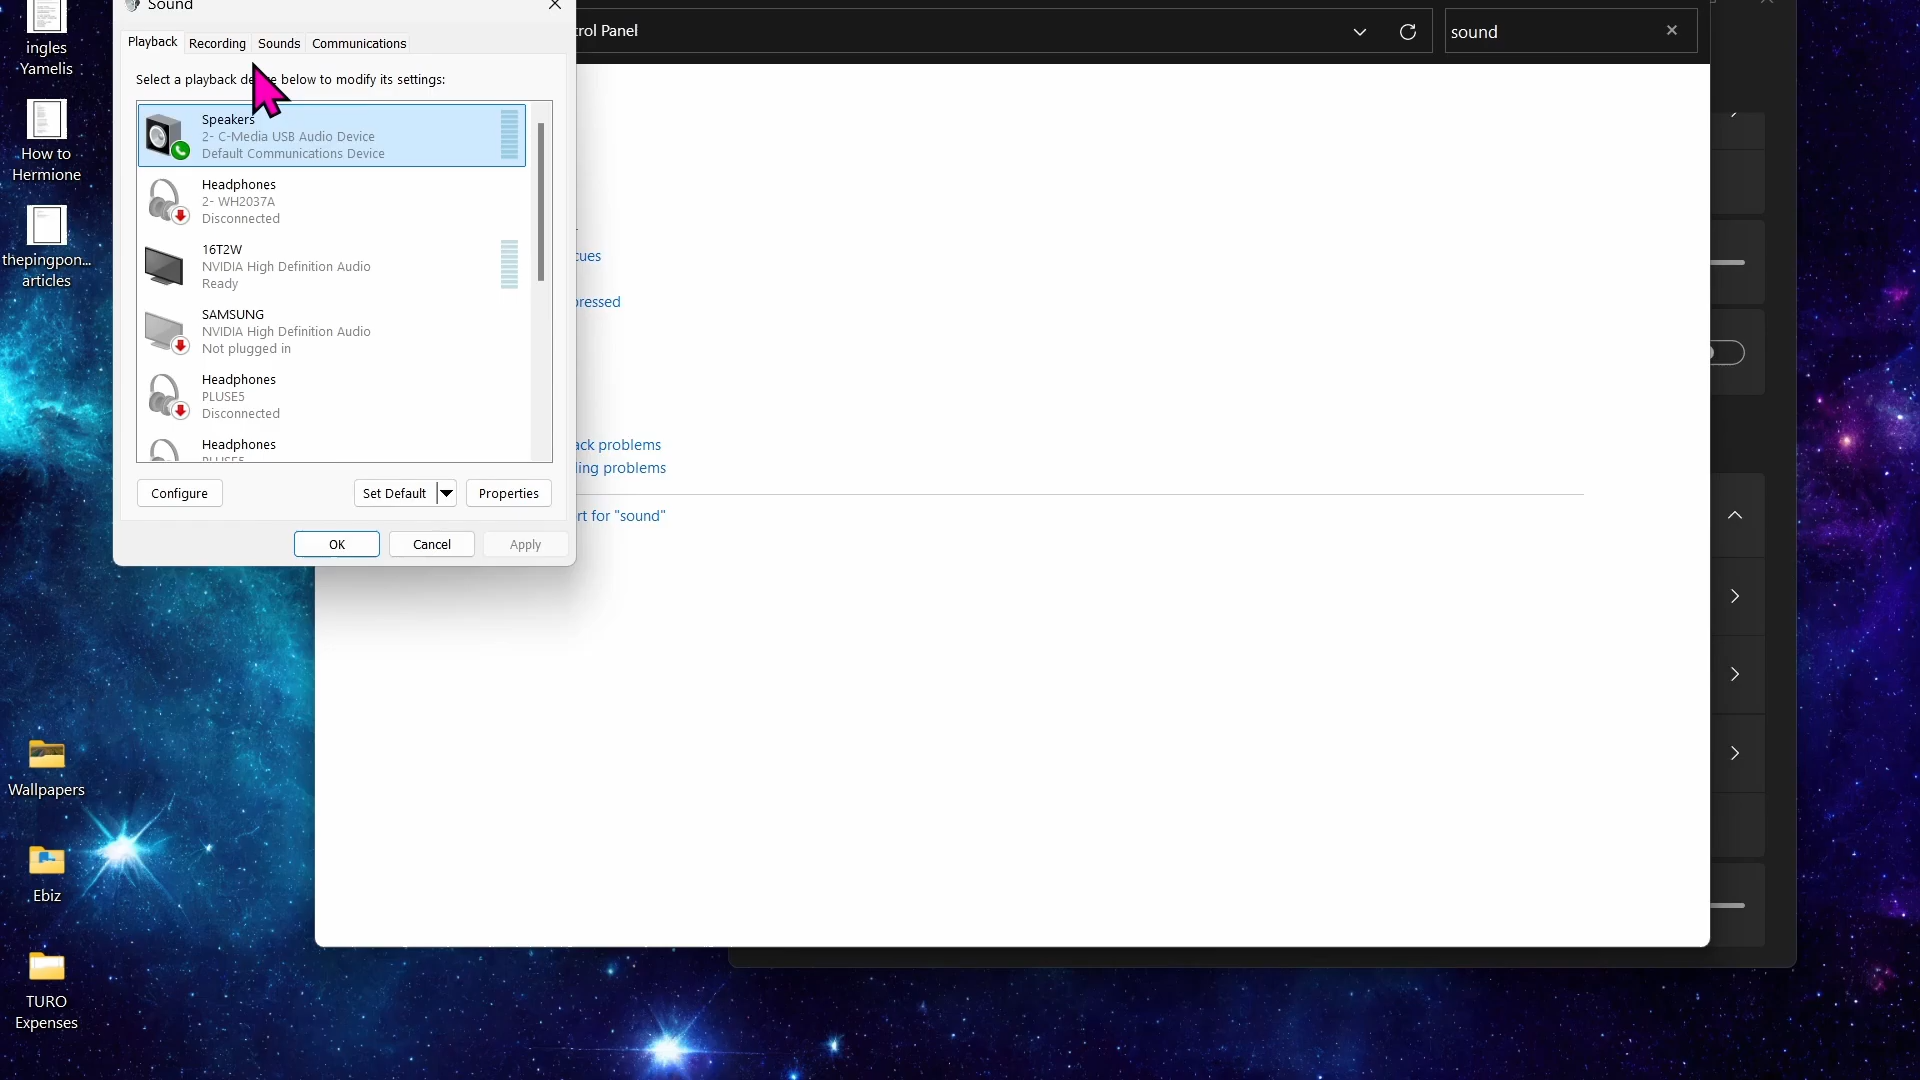 ingles
Yamelis
How to
Hermione
thepingpon...
articles
Wallpapers
Ebiz
TURO
Expenses
Sound
Playback
Recording
Sounds
Communications
Select a playback de e below to modify its settings:
Speakers
2- C-Media USB Audio Device
Default Communications Device
Headphones
2- WH2037A
Disconnected
16T2W
NVIDIA High Definition Audio
Ready
SAMSUNG
NVIDIA High Definition Audio
Not plugged in
Headphones
PLUSE5
Disconnected
Headphones
PLUSE5
Configure
Set Default
Properties
OK
Cancel
Apply
trol Panel
sound
cues
pressed
ack problems
ling problems
rt for "sound"